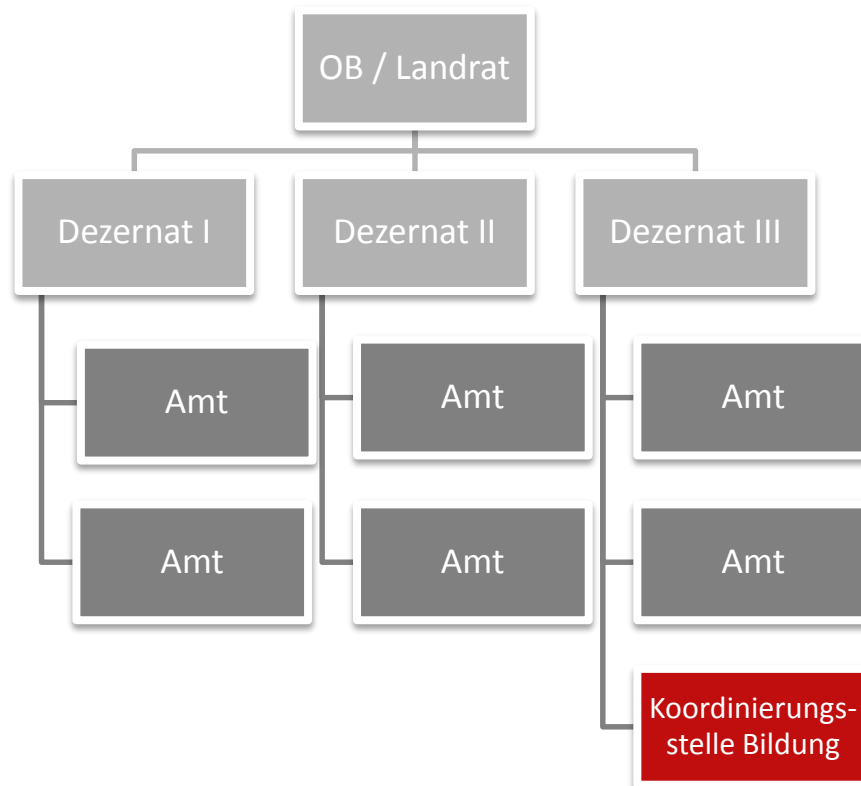 OB / Landrat
Dezernat I
Dezernat II
Dezernat III
Amt
Amt
Amt
Amt
Amt
Amt
Koordinierungs-
stelle Bildung